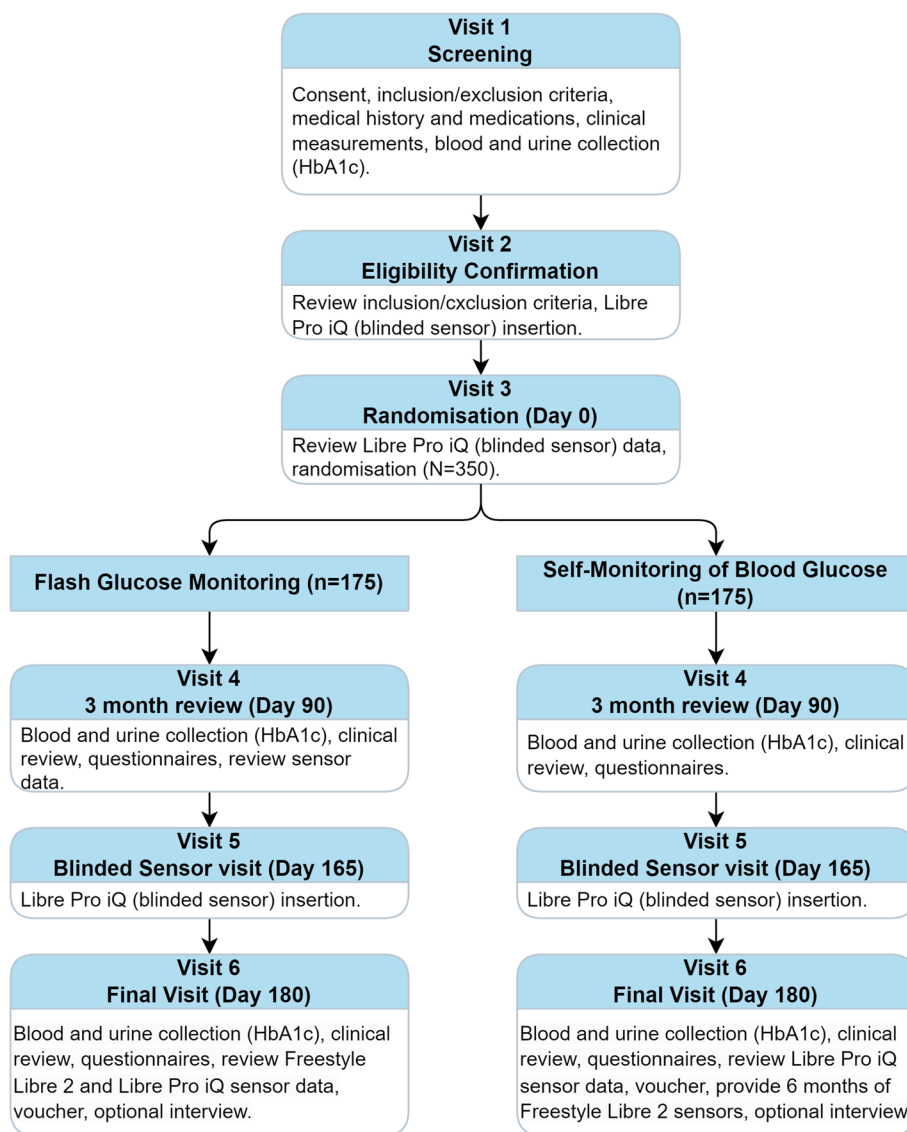 Visit 1
Screening
Consent, inclusion/exclusion criteria,
medical history and medications, clinical
measurements, blood and urine collection
(HbA1c).
Visit 2
Eligibility Confirmation
Review inclusion/cxclusion criteria, Libre
Pro iQ (blinded sensor) insertion.
Visit 3
Randomisation (Day 0)
Review Libre Pro iQ (blinded sensor) data,
randomisation (N=350).
Flash Glucose Monitoring (n=175)
Self-Monitoring of Blood Glucose
(n=175)
Visit 4
3 month review (Day 90)
Blood and urine collection (HbA1c), clinical
review, questionnaires, review sensor
data.
Visit 4
3 month review (Day 90)
Blood and urine collection (HbA1c), clinical
review, questionnaires.
Visit 5
Blinded Sensor visit (Day 165)
Libre Pro iQ (blinded sensor) insertion.
Visit 5
Blinded Sensor visit (Day 165)
Libre Pro iQ (blinded sensor) insertion.
Visit 6
Final Visit (Day 180)
Blood and urine collection (HbA1c), clinical
review, questionnaires, review Freestyle
Libre 2 and Libre Pro iQ sensor data,
voucher, optional interview.
Visit 6
Final Visit (Day 180)
Blood and urine collection (HbA1c), clinical
review, questionnaires, review Libre Pro iQ
sensor data, voucher, provide 6 months of
Freestyle Libre 2 sensors, optional interview